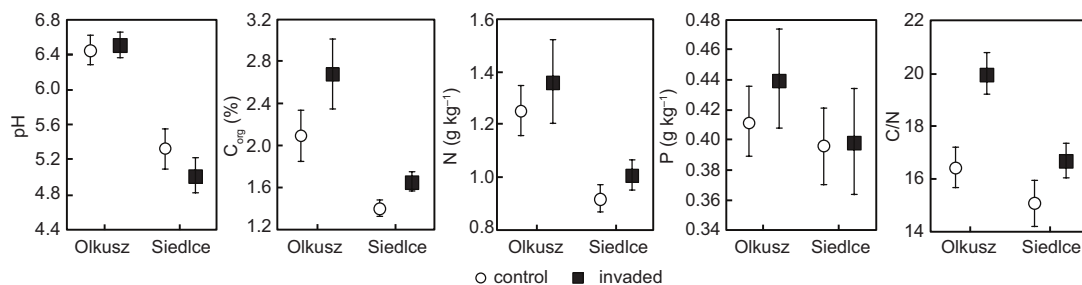 pH
6.8
6.4
6.0
5.6
5.2
4.8
4.4
Olkusz Siedlce
C_org (%)
3.2
2.8
2.4
2.0
1.6
1.2
Olkusz Siedlce
N (g kg⁻¹)
1.6
1.4
1.2
1.0
0.8
Olkusz Siedlce
P (g kg⁻¹)
0.48
0.46
0.44
0.42
0.40
0.38
0.36
0.34
Olkusz Siedlce
C/N
22
20
18
16
14
Olkusz Siedlce
control invaded